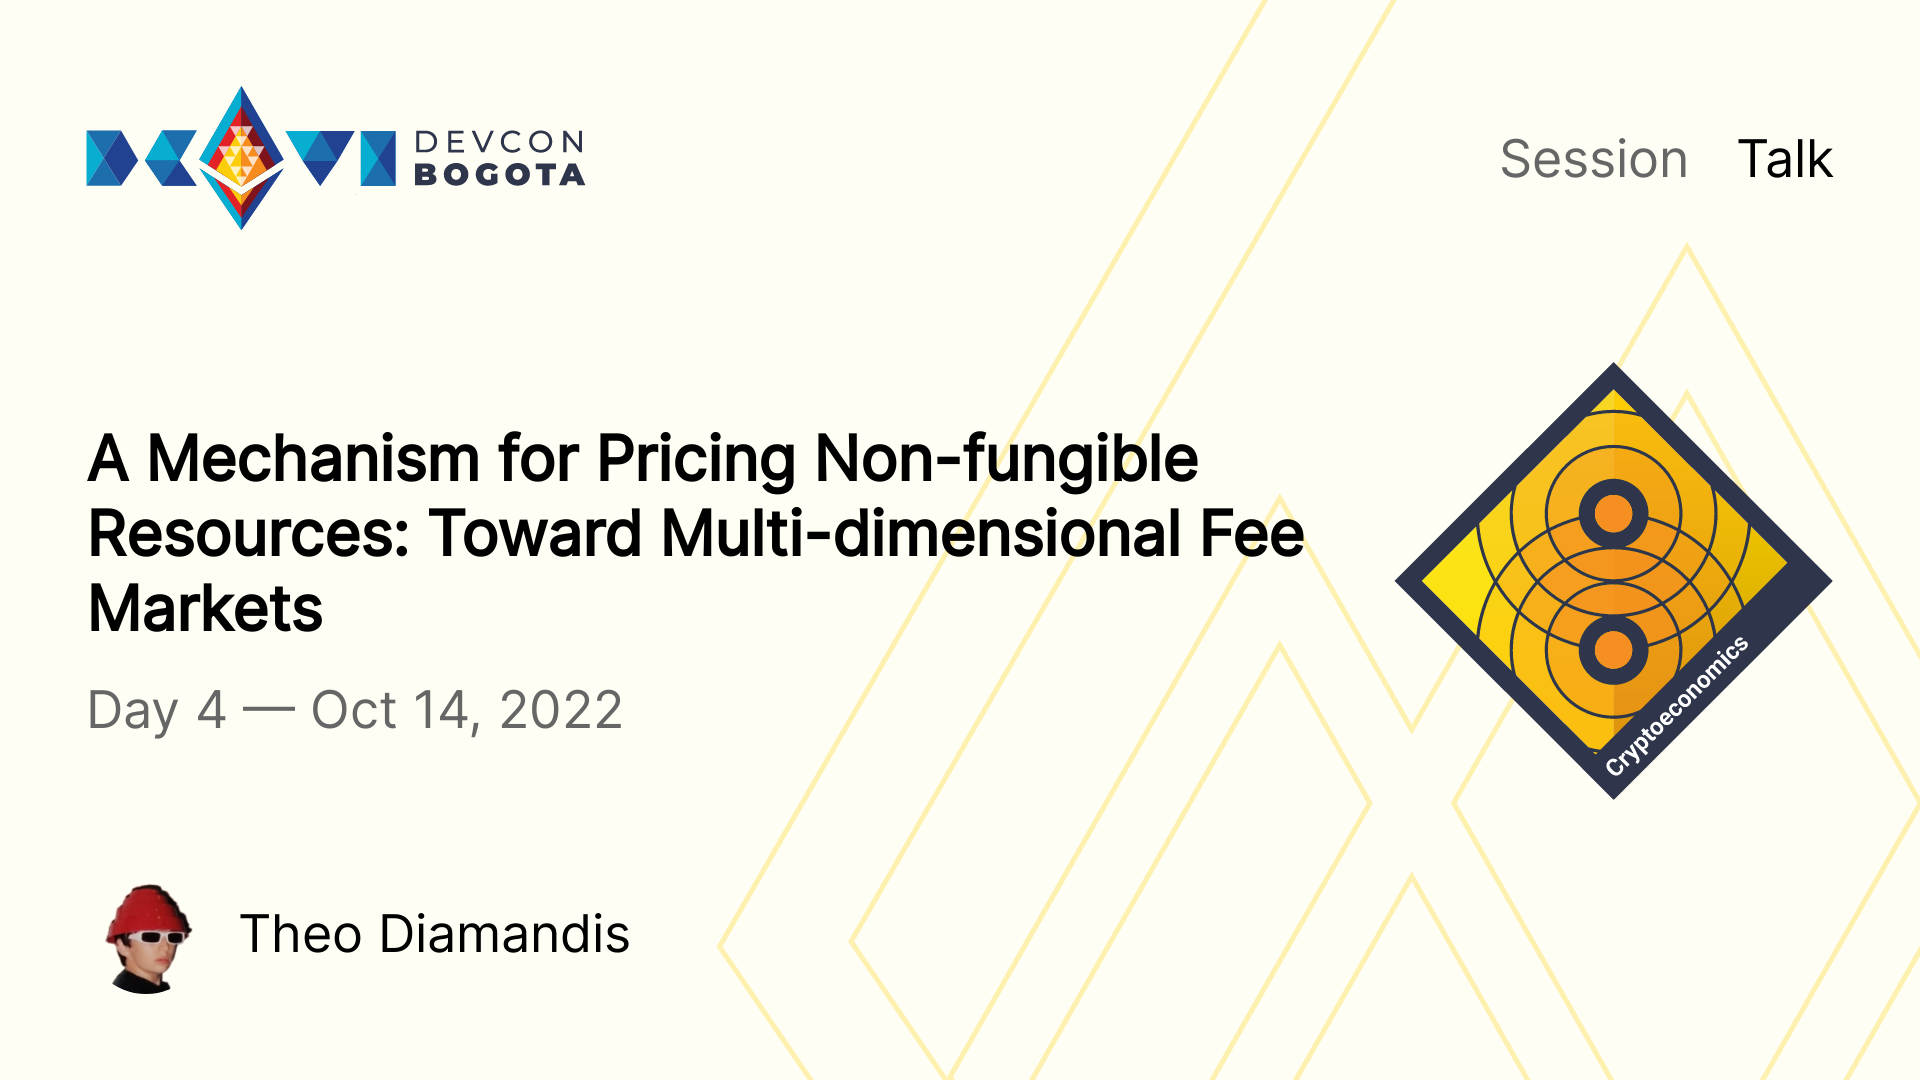 DEVCON
BOGOTA
Session Talk
A Mechanism for Pricing Non-fungible
Resources: Toward Multi-dimensional Fee
Markets
Day 4 — Oct 14, 2022
Cryptoeconomics
Theo Diamandis